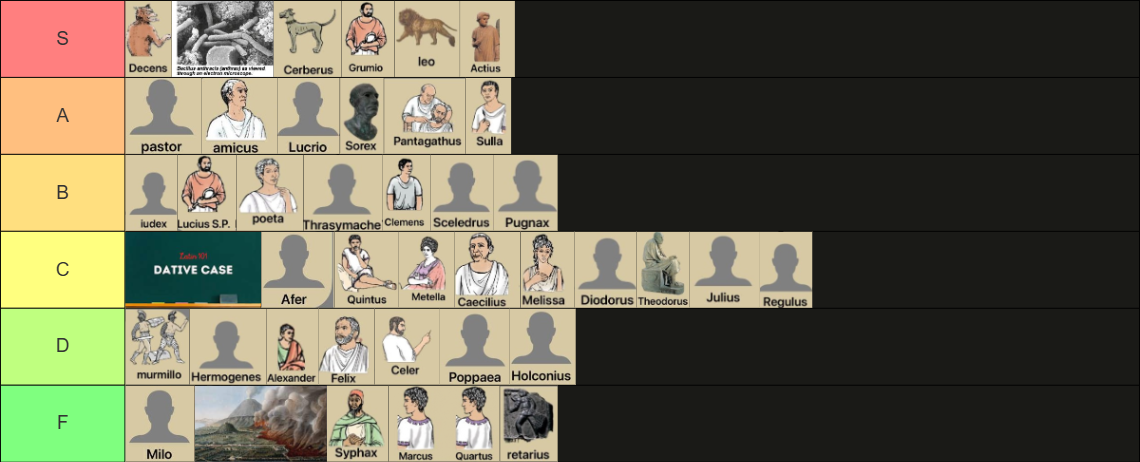 S
Decens
Bacillus anthracis (anthrax) as viewed
through an electron microscope.
Cerberus
Grumio
leo
Actius
A
pastor
amicus
Lucrio
Sorex
Pantagathus
Sulla
B
iudex
Lucius S.P.
poeta
Thrasymache
Clemens
Sceledrus
Pugnax
C
Latin 101
DATIVE CASE
Afer
Quintus
Metella
Caecilius
Melissa
Diodorus
Theodorus
Julius
Regulus
D
murmillo
Hermogenes
Alexander
Felix
Celer
Poppaea
Holconius
F
Milo
Syphax
Marcus
Quartus
retarius